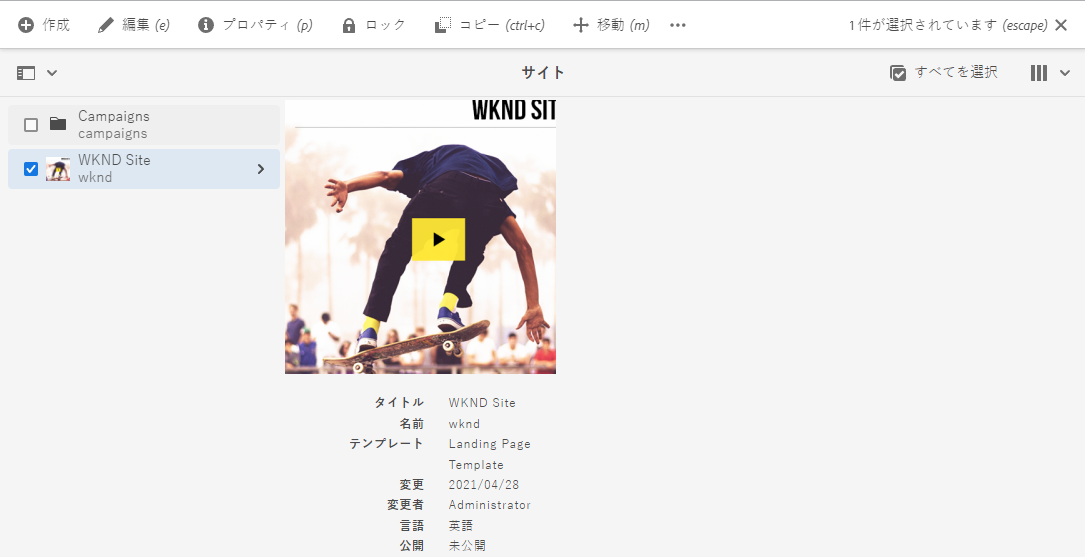 作成 編集 (e) プロパティ (p) ロック コピー (ctrl+c) 移動 (m) 1 件が選択されています (escape)
サイト すべてを選択
Campaigns
campaigns
WKND Site
wknd
WKND SIT
タイトル WKND Site
名前 wknd
テンプレート Landing Page
Template
変更 2021/04/28
変更者 Administrator
言語 英語
公開 未公開